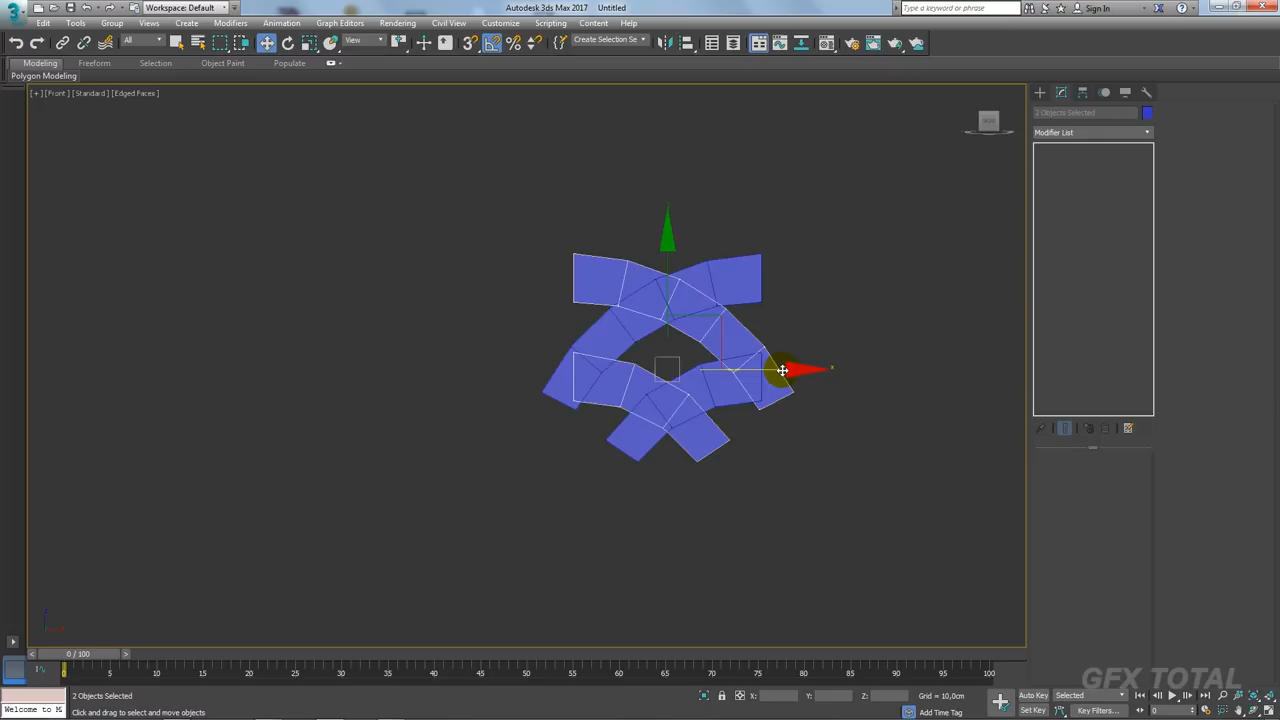 Workspace: Default
Autodesk 3ds Max 2017    Untitled
Type a keyword or phrase
Sign In
Edit Tools Group Views Create Modifiers Animation Graph Editors Rendering Civil View Customize Scripting Content Help
All
View
Create Selection Se
Modeling Freeform Selection Object Paint Populate
Polygon Modeling
[+] [Front] [Standard] [Edged Faces]
2 Objects Selected
Modifier List
x
0 / 100
0 5 10 15 20 25 30 35 40 45 50 55 60 65 70 75 80 85 90 95 100
GFX TOTAL
2 Objects Selected
X: Y: Z: Grid = 10,0cm
Auto Key Selected
Welcome to M
Click and drag to select and move objects
Add Time Tag
Set Key Key Filters... 0